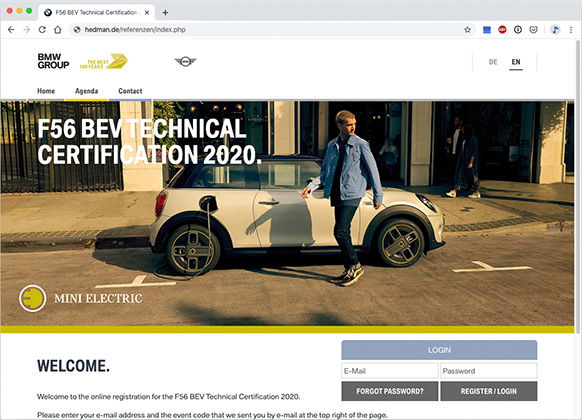 F56 BEV Technical Certification
hedman.de/referenzen/index.php
BMW
GROUP
THE NEXT
100 YEARS
MINI
DE
EN
Home
Agenda
Contact
F56 BEV TECHNICAL
CERTIFICATION 2020.
MINI ELECTRIC
WELCOME.
Welcome to the online registration for the F56 BEV Technical Certification 2020.
Please enter your e-mail address and the event code that we sent you by e-mail at the top right of the page.
LOGIN
E-Mail
Password
FORGOT PASSWORD?
REGISTER / LOGIN